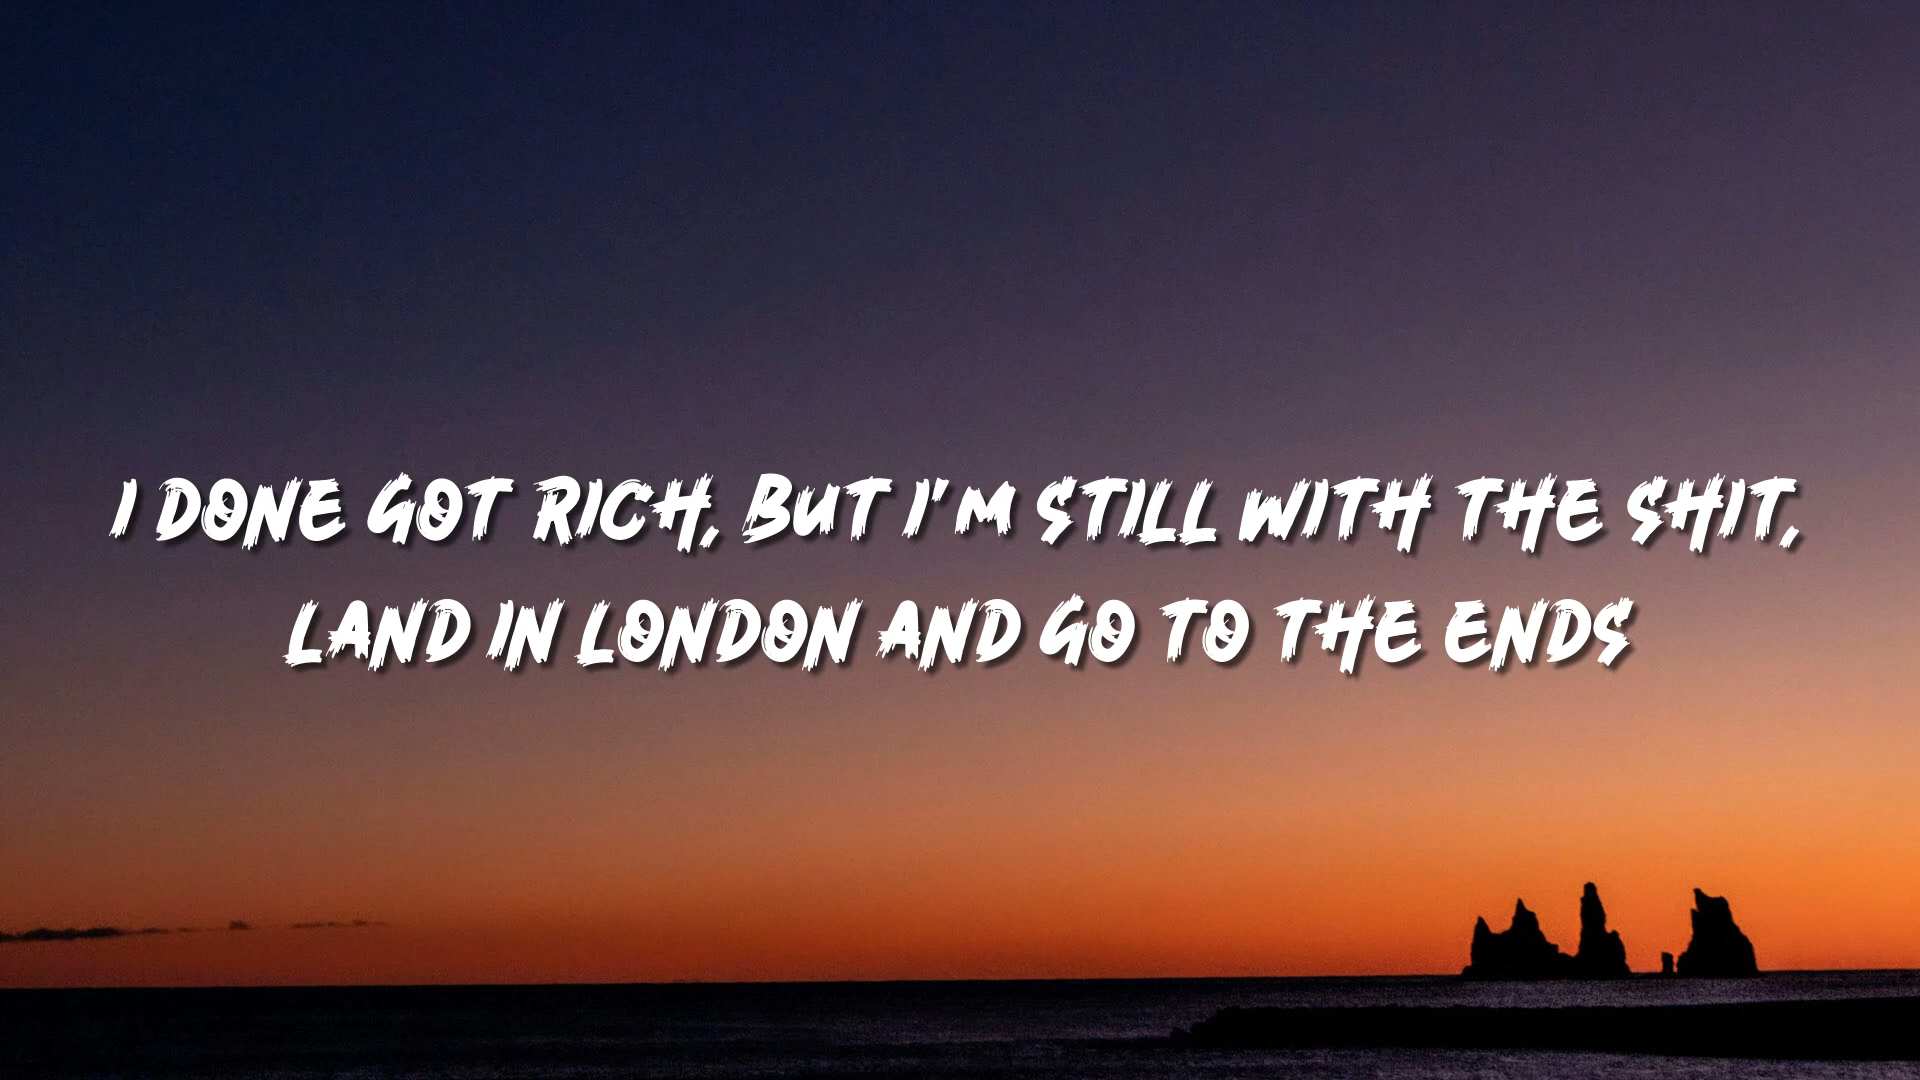 I DONE GOT RICH, BUT I'M STILL WITH THE SHIT,
LAND IN LONDON AND GO TO THE ENDS